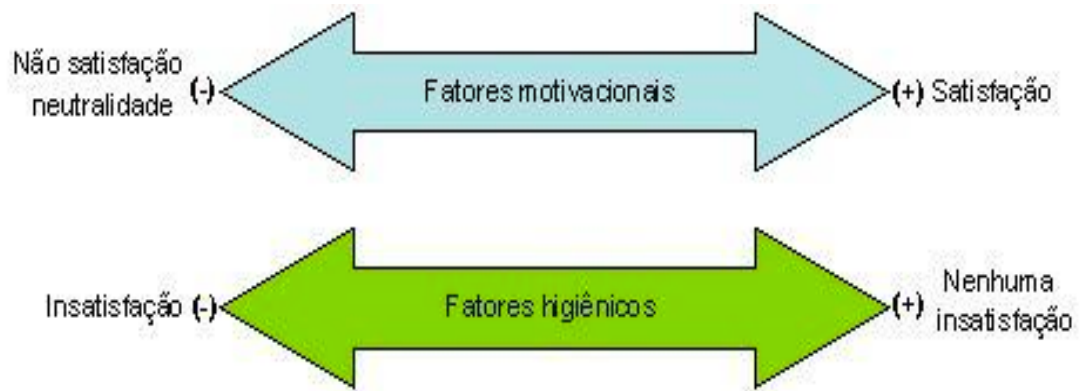 Não satisfação
neutralidade
(-)
Fatores motivacionais
(+) Satisfação
Insatisfação (-)
Fatores higiênicos
(+)
Nenhuma
insatisfação